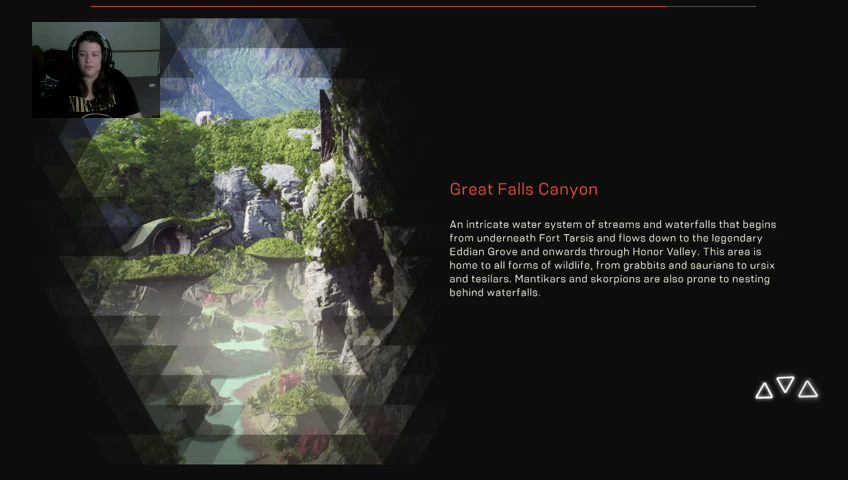 Great Falls Canyon
An intricate water system of streams and waterfalls that begins
from underneath Fort Tarsis and flows down to the legendary
Eddian Grove and onwards through Honor Valley. This area is
home to all forms of wildlife, from grabbits and saurians to ursix
and tesilars. Mantikars and skorpions are also prone to nesting
behind waterfalls.